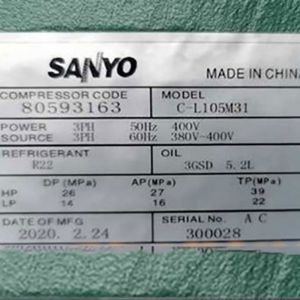 SANYO MADE IN CHINA
COMPRESSOR CODE MODEL
80593163 C-L105M31
POWER 3PH 50Hz 400V
SOURCE 3PH 60Hz 380V~400V
REFRIGERANT OIL
R22 3GSD 5.2L
DP (MPa) AP (MPa) TP (MPa)
HP 26 27 39
LP 14 16 22
DATE OF MFG SERIAL No. A C
2020. 2. 24 300028